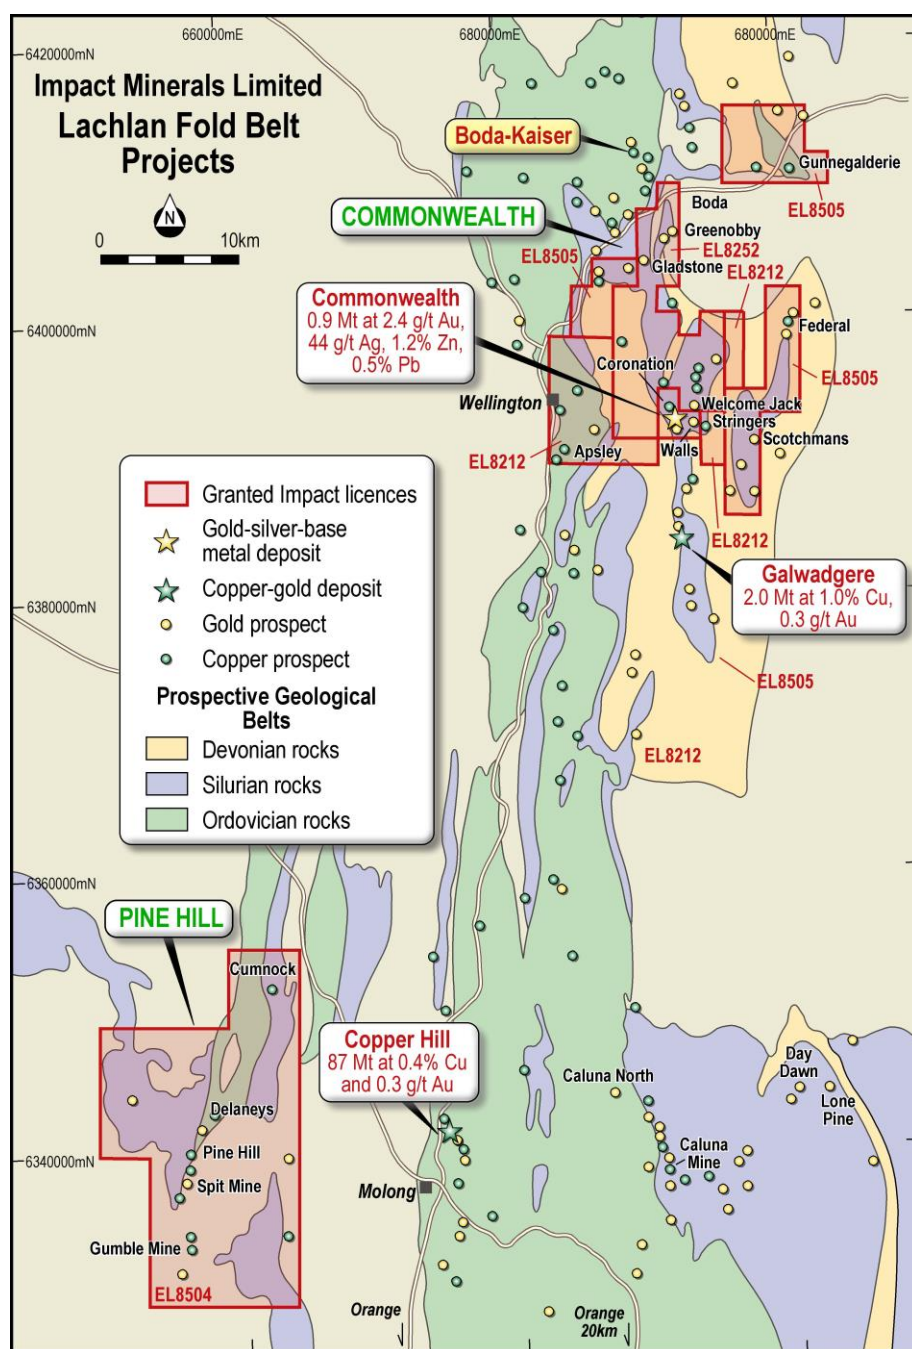 660000mE
680000mE
680000mE
6420000mN
Impact Minerals Limited
Lachlan Fold Belt
Projects
N
0
10km
Boda-Kaiser
Gunnegalderie
EL8505
COMMONWEALTH
Boda
Greenobby
EL8252
EL8505
Gladstone
EL8212
6400000mN
Commonwealth
0.9 Mt at 2.4 g/t Au,
44 g/t Ag, 1.2% Zn,
0.5% Pb
Federal
Coronation
EL8505
Wellington
Welcome Jack
Stringers
Scotchmans
EL8212
Apsley
Walls
EL8212
Granted Impact licences
Gold-silver-base
metal deposit
Copper-gold deposit
Gold prospect
Copper prospect
Prospective Geological
Belts
Devonian rocks
Silurian rocks
Ordovician rocks
Galwadgere
2.0 Mt at 1.0% Cu,
0.3 g/t Au
6380000mN
EL8505
EL8212
6360000mN
PINE HILL
Cumnock
Copper Hill
87 Mt at 0.4% Cu
and 0.3 g/t Au
Caluna North
Day
Dawn
Lone
Pine
Delaneys
6340000mN
Pine Hill
Spit Mine
Caluna
Mine
Molong
Gumble Mine
EL8504
Orange
Orange
20km